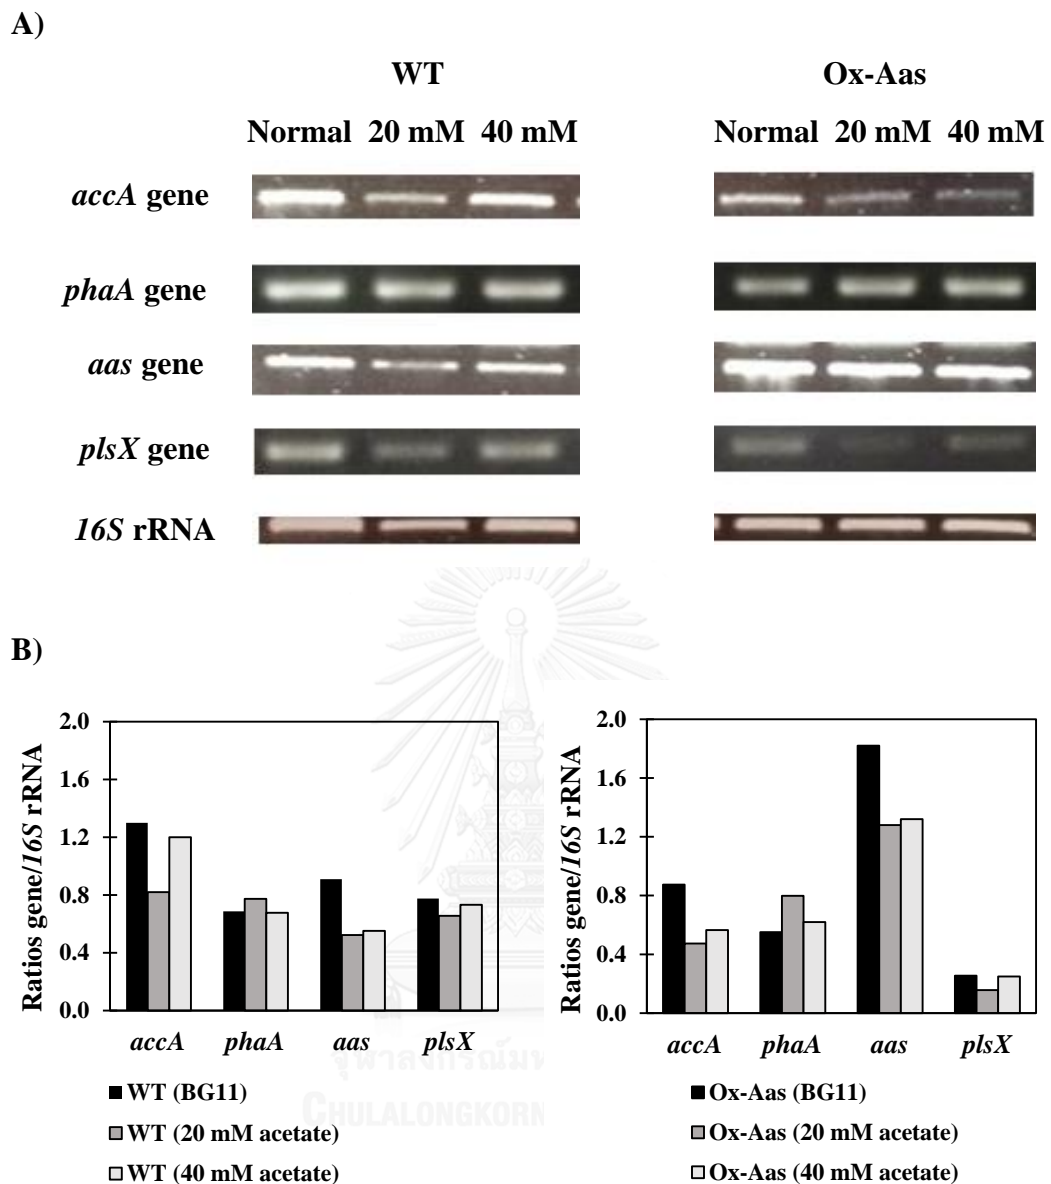 A)
WT
Ox-Aas
Normal 20 mM 40 mM
Normal 20 mM 40 mM
accA gene
phaA gene
aas gene
plsX gene
16S rRNA
B)
Ratios gene/16S rRNA
2.0
1.6
1.2
0.8
0.4
0.0
accA phaA aas plsX
WT (BG11)
WT (20 mM acetate)
WT (40 mM acetate)
Ratios gene/16S rRNA
2.0
1.6
1.2
0.8
0.4
0.0
accA phaA aas plsX
Ox-Aas (BG11)
Ox-Aas (20 mM acetate)
Ox-Aas (40 mM acetate)
CHULALONGKORN